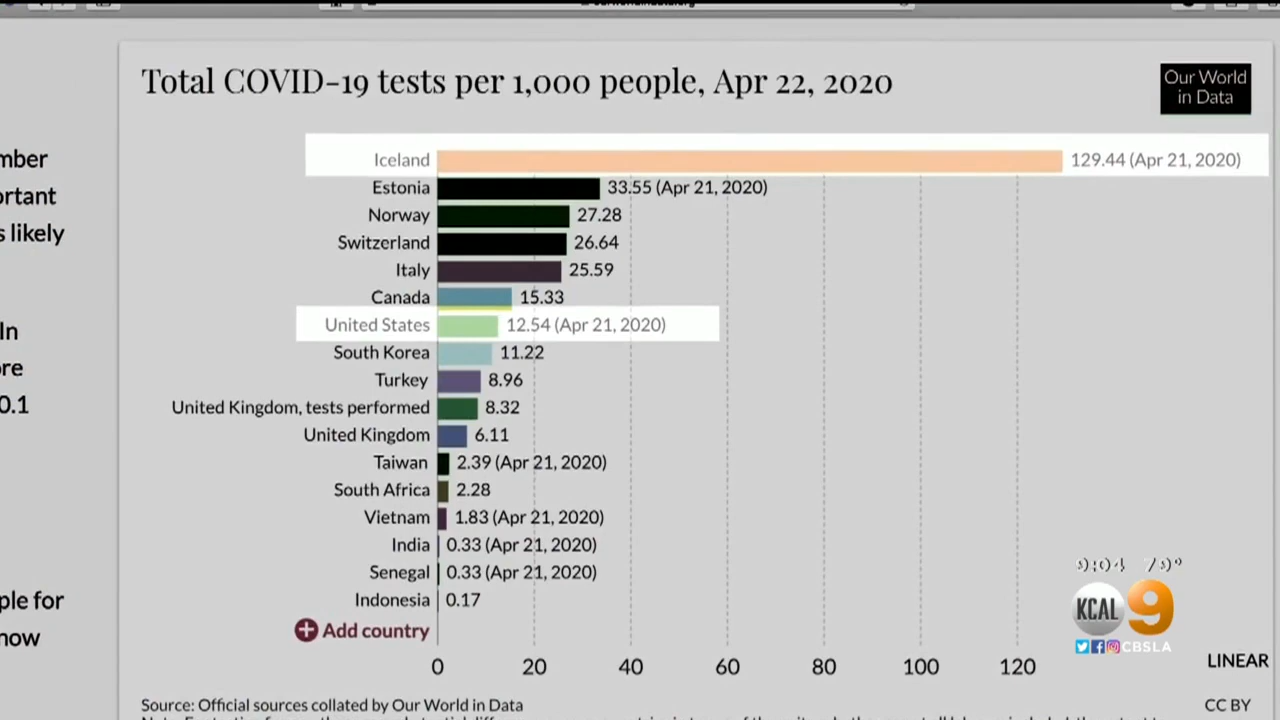 Total COVID-19 tests per 1,000 people, Apr 22, 2020
Our World
in Data
mber
ortant
s likely
In
re
0.1
ple for
now
Iceland 129.44 (Apr 21, 2020)
Estonia 33.55 (Apr 21, 2020)
Norway 27.28
Switzerland 26.64
Italy 25.59
Canada 15.33
United States 12.54 (Apr 21, 2020)
South Korea 11.22
Turkey 8.96
United Kingdom, tests performed 8.32
United Kingdom 6.11
Taiwan 2.39 (Apr 21, 2020)
South Africa 2.28
Vietnam 1.83 (Apr 21, 2020)
India 0.33 (Apr 21, 2020)
Senegal 0.33 (Apr 21, 2020)
Indonesia 0.17
Add country
0 20 40 60 80 100 120
9:04 79°
KCAL 9
CBSLA
LINEAR
Source: Official sources collated by Our World in Data
CC BY